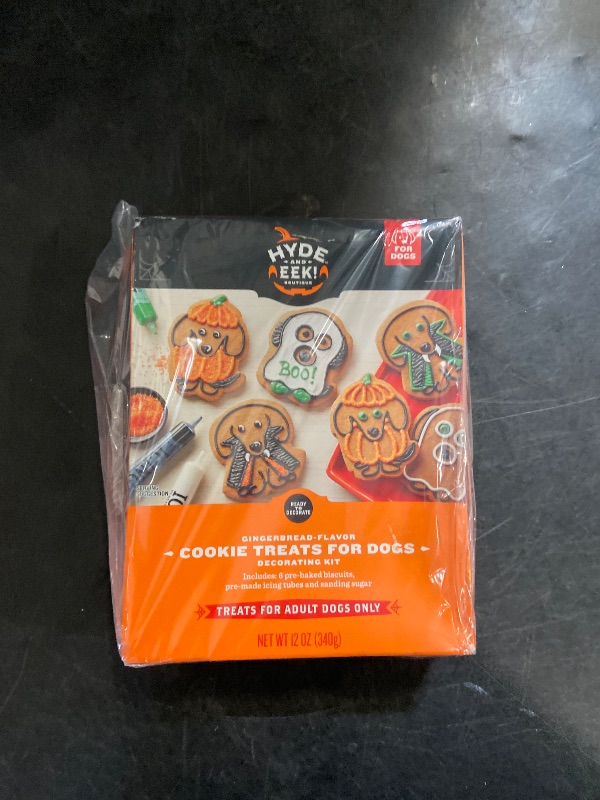 HYDE
AND
EEK!
BOUTIQUE
FOR
DOGS
BOO!
SERVING
SUGGESTION
READY
TO
DECORATE
GINGERBREAD-FLAVOR
COOKIE TREATS FOR DOGS
DECORATING KIT
Includes: 6 pre-baked biscuits,
pre-made icing tubes and sanding sugar
TREATS FOR ADULT DOGS ONLY
NET WT 12 OZ (340g)